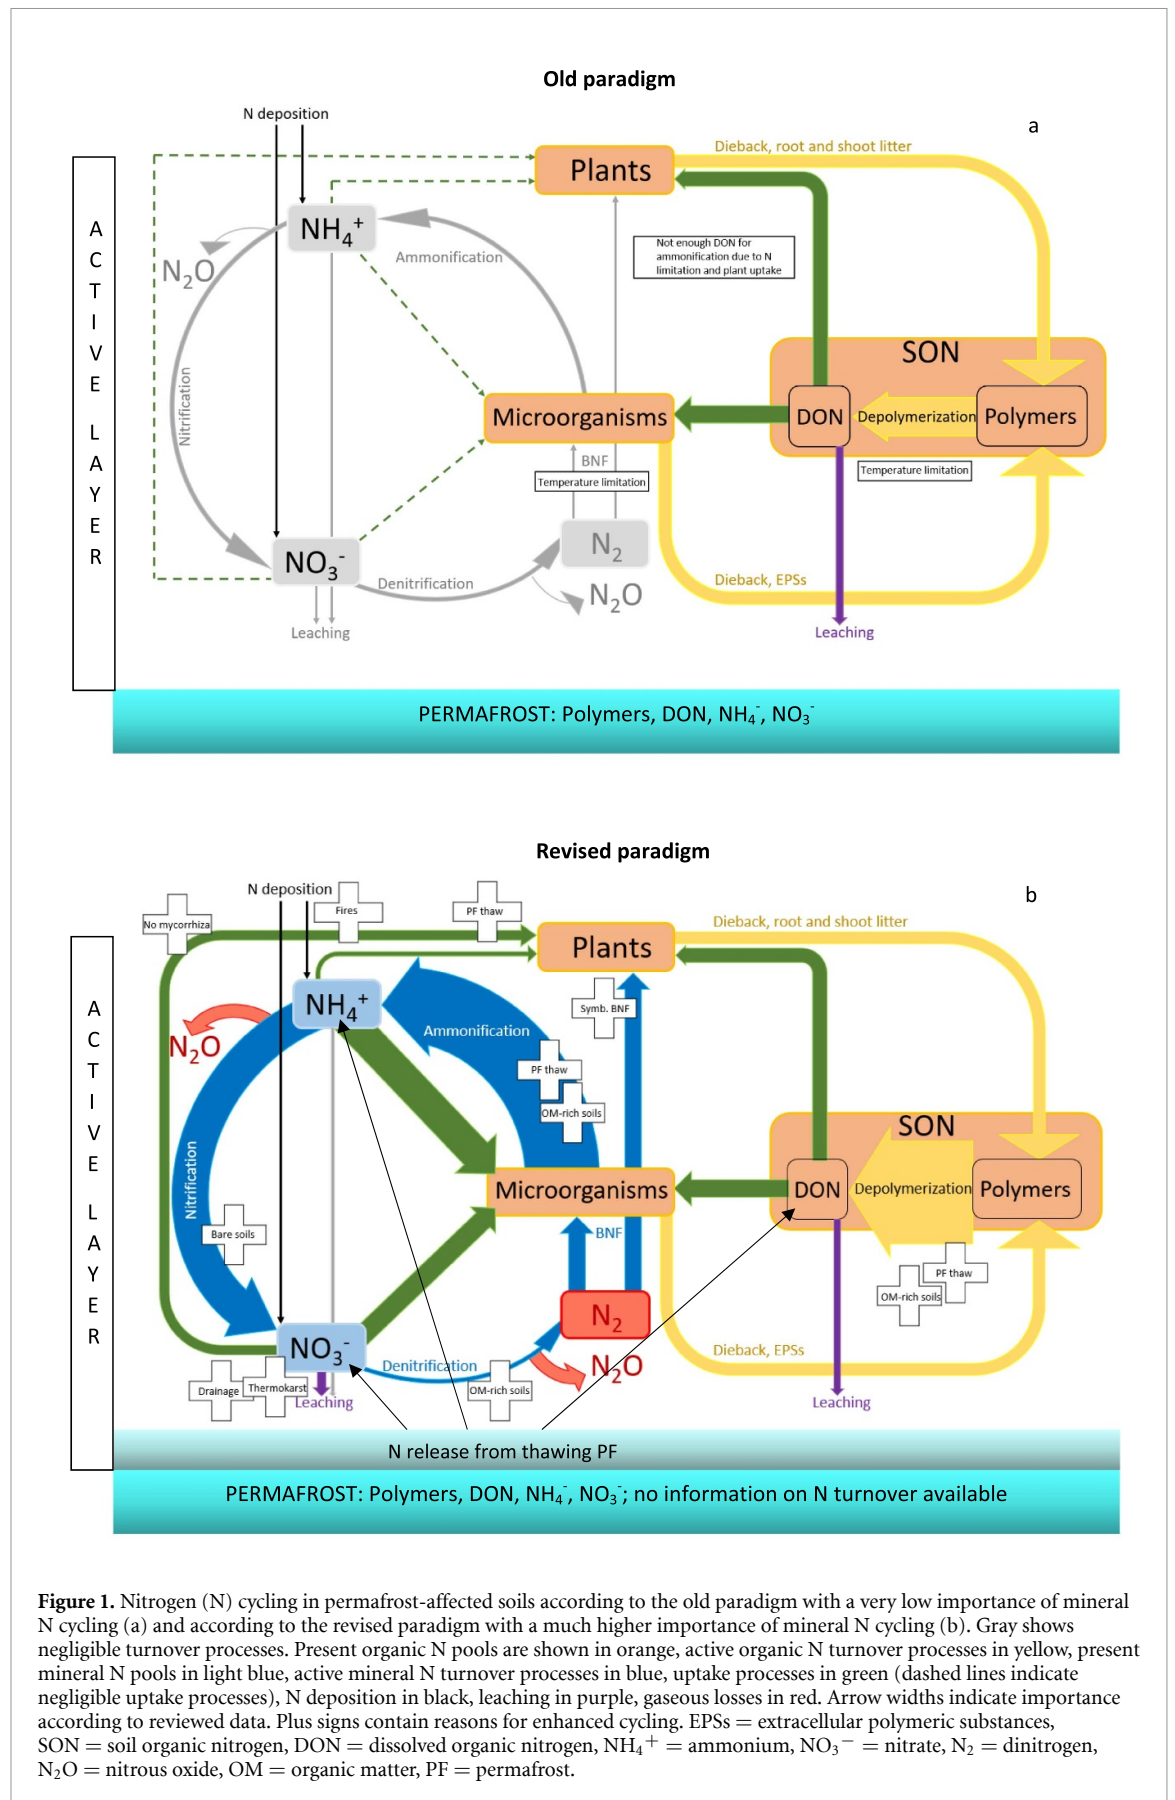 Old paradigm
a
N deposition
Plants
Dieback, root and shoot litter
ACTIVE LAYER
NH4+
Ammonification
N2O
Not enough DON for
ammonification due to N
limitation and plant uptake
SON
Nitrification
Microorganisms
DON
Depolymerization
Polymers
BNF
Temperature limitation
Temperature limitation
NO3-
N2
Denitrification
N2O
Dieback, EPSs
Leaching
Leaching
PERMAFROST: Polymers, DON, NH4-, NO3-
Revised paradigm
b
N deposition
Fires
PF thaw
No mycorrhiza
Plants
Dieback, root and shoot litter
ACTIVE LAYER
NH4+
Symb. BNF
Ammonification
N2O
PF thaw
OM-rich soils
SON
Nitrification
Microorganisms
DON
Depolymerization
Polymers
Bare soils
BNF
PF thaw
OM-rich soils
N2
NO3-
Denitrification
N2O
Dieback, EPSs
Drainage
Thermokarst
OM-rich soils
Leaching
Leaching
N release from thawing PF
PERMAFROST: Polymers, DON, NH4-, NO3-; no information on N turnover available
Figure 1. Nitrogen (N) cycling in permafrost-affected soils according to the old paradigm with a very low importance of mineral
N cycling (a) and according to the revised paradigm with a much higher importance of mineral N cycling (b). Gray shows
negligible turnover processes. Present organic N pools are shown in orange, active organic N turnover processes in yellow, present
mineral N pools in light blue, active mineral N turnover processes in blue, uptake processes in green (dashed lines indicate
negligible uptake processes), N deposition in black, leaching in purple, gaseous losses in red. Arrow widths indicate importance
according to reviewed data. Plus signs contain reasons for enhanced cycling. EPSs = extracellular polymeric substances,
SON = soil organic nitrogen, DON = dissolved organic nitrogen, NH4+ = ammonium, NO3− = nitrate, N2 = dinitrogen,
N2O = nitrous oxide, OM = organic matter, PF = permafrost.